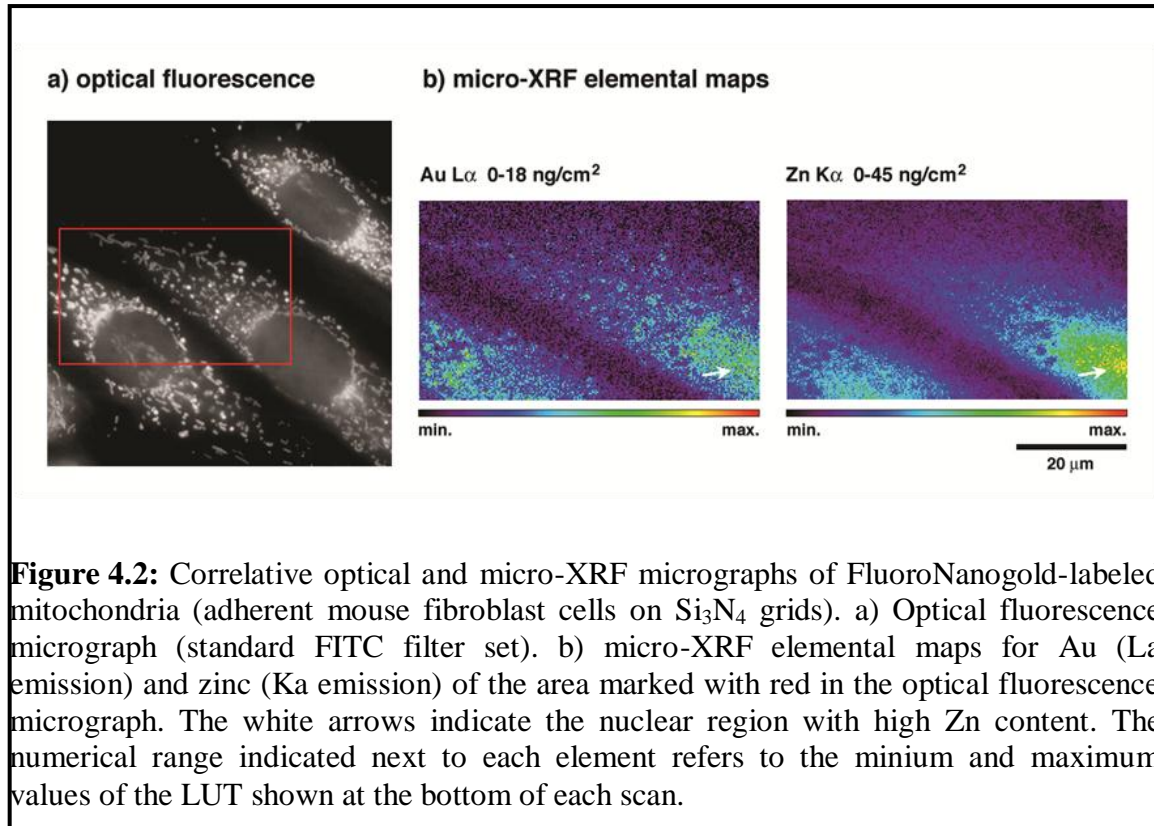 a) optical fluorescence
b) micro-XRF elemental maps
Au Lα 0-18 ng/cm²
Zn Kα 0-45 ng/cm²
min.
max.
min.
max.
20 μm
Figure 4.2: Correlative optical and micro-XRF micrographs of FluoroNanogold-labeled
mitochondria (adherent mouse fibroblast cells on Si₃N₄ grids). a) Optical fluorescence
micrograph (standard FITC filter set). b) micro-XRF elemental maps for Au (La
emission) and zinc (Ka emission) of the area marked with red in the optical fluorescence
micrograph. The white arrows indicate the nuclear region with high Zn content. The
numerical range indicated next to each element refers to the minium and maximum
values of the LUT shown at the bottom of each scan.